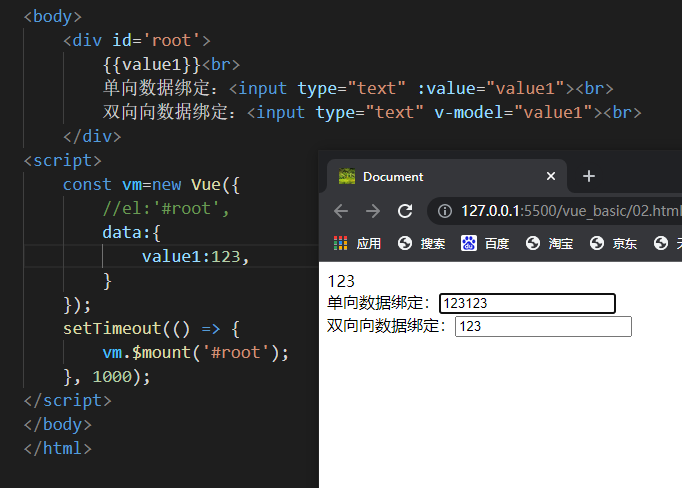 <body>
<div id='root'>
{{value1}}<br>
单向数据绑定：<input type="text" :value="value1"><br>
双向向数据绑定：<input type="text" v-model="value1"><br>
</div>
<script>
const vm=new Vue({
//el:'#root',
data:{
value1:123,
}
});
setTimeout(() => {
vm.$mount('#root');
}, 1000);
</script>
</body>
</html>
Document
127.0.0.1:5500/vue_basic/02.html
应用 搜索 百度 淘宝 京东
123
单向数据绑定：123123
双向向数据绑定：123